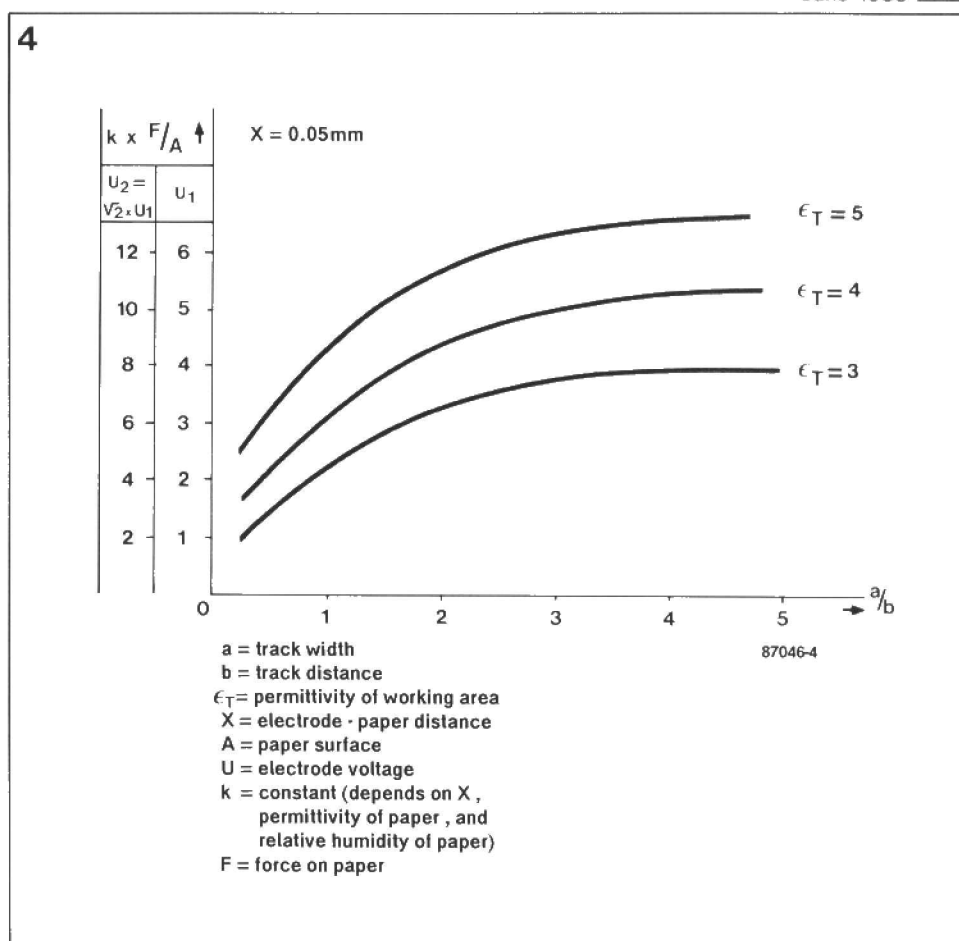 4
k x F/A ↑
X = 0.05mm
U2 =
√2 x U1
U1
12 6
10 5
8 4
6 3
4 2
2 1
ϵT = 5
ϵT = 4
ϵT = 3
0 1 2 3 4 5
→ a/b
87046-4
a = track width
b = track distance
ϵT = permittivity of working area
X = electrode - paper distance
A = paper surface
U = electrode voltage
k = constant (depends on X ,
permittivity of paper , and
relative humidity of paper)
F = force on paper